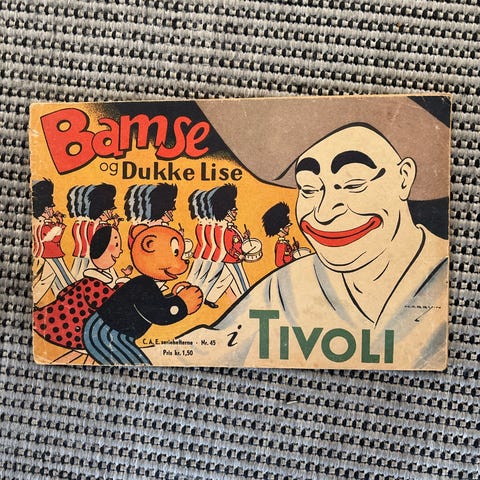 Bamse
og Dukke Lise
i TIVOLI
C. A. E. seriehefterne - Nr. 45
Pris kr. 1,50